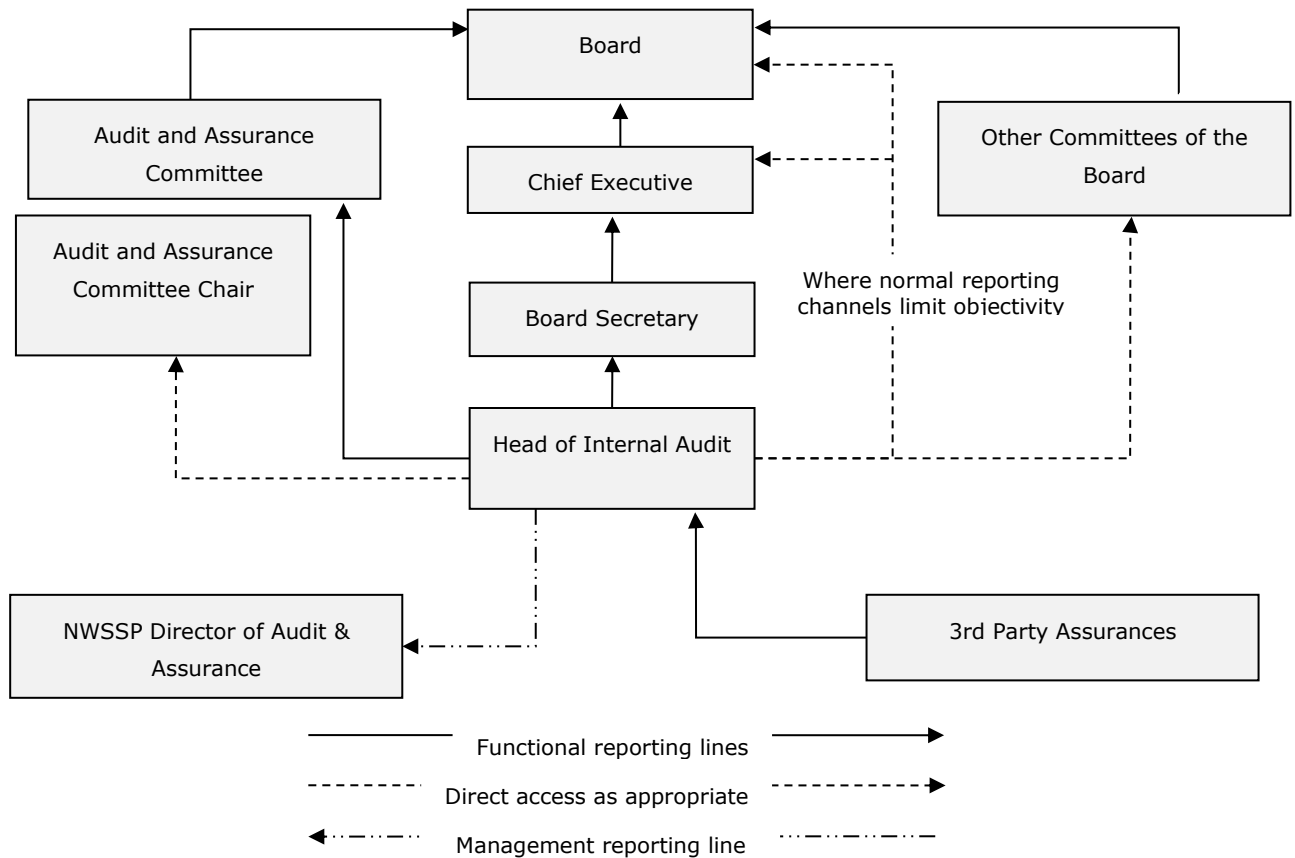 Board
Audit and Assurance
Committee
Other Committees of the
Board
Chief Executive
Audit and Assurance
Committee Chair
Where normal reporting
channels limit objectivity
Board Secretary
Head of Internal Audit
NWSSP Director of Audit &
Assurance
3rd Party Assurances
Functional reporting lines
Direct access as appropriate
Management reporting line